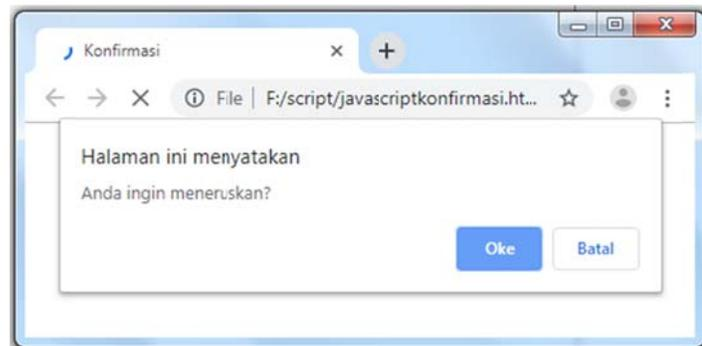 Konfirmasi
File | F:/script/javascriptkonfirmasi.ht...
Halaman ini menyatakan
Anda ingin meneruskan?
Oke Batal